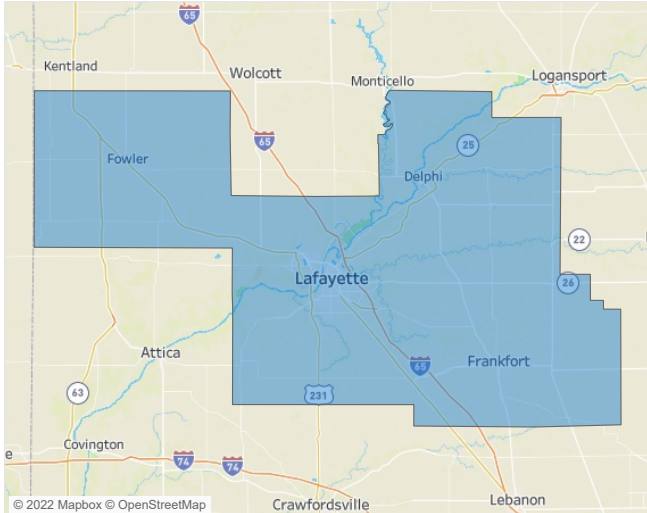 65
Kentland
Wolcott
Monticello
Logansport
65
Fowler
25
Delphi
22
Lafayette
26
Attica
Frankfort
65
63
231
Covington
e
74
74
Lebanon
© 2022 Mapbox © OpenStreetMap
Crawfordsville